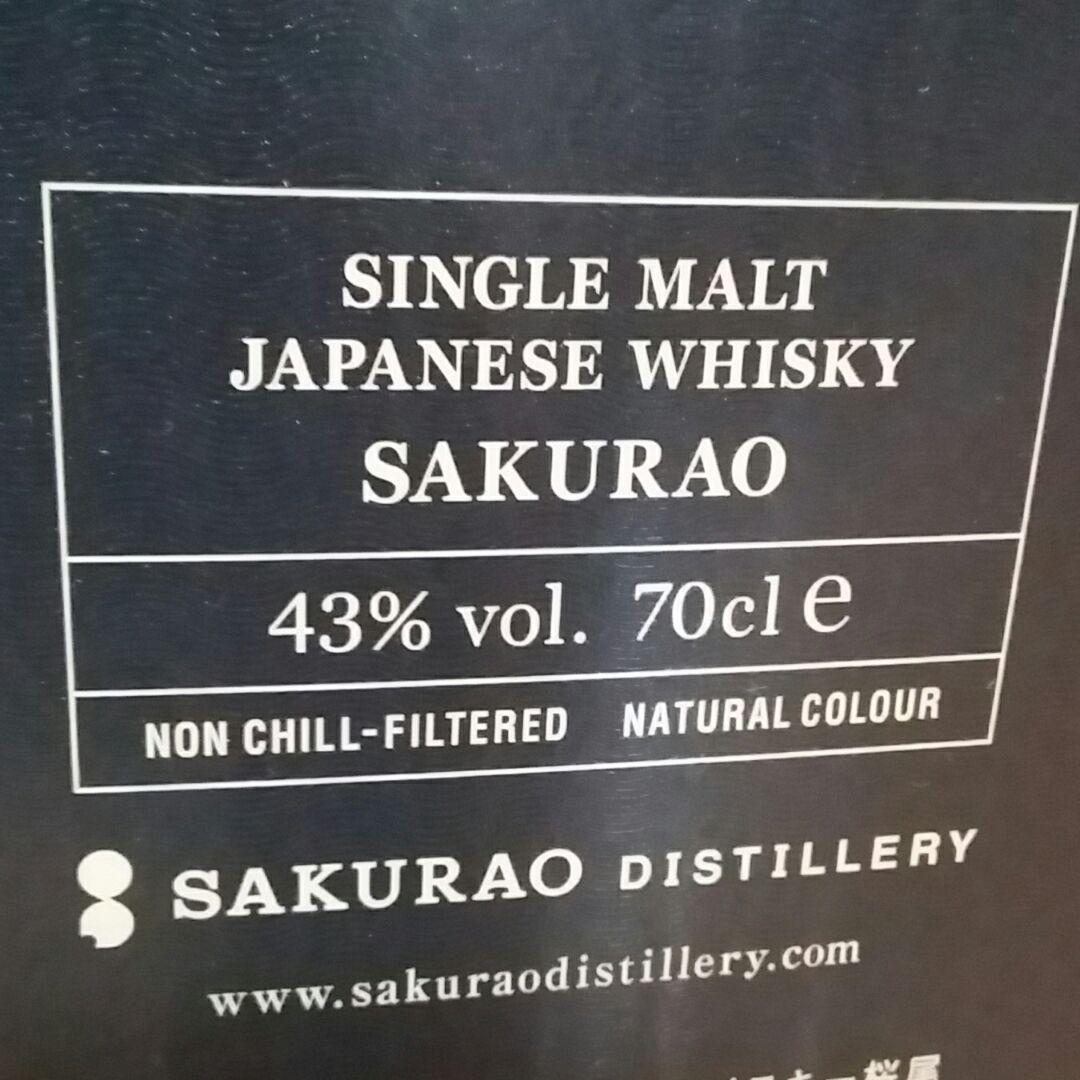 SINGLE MALT
JAPANESE WHISKY
SAKURAO
43% vol. 70cl e
NON CHILL-FILTERED NATURAL COLOUR
SAKURAO DISTILLERY
www.sakuraodistillery.com